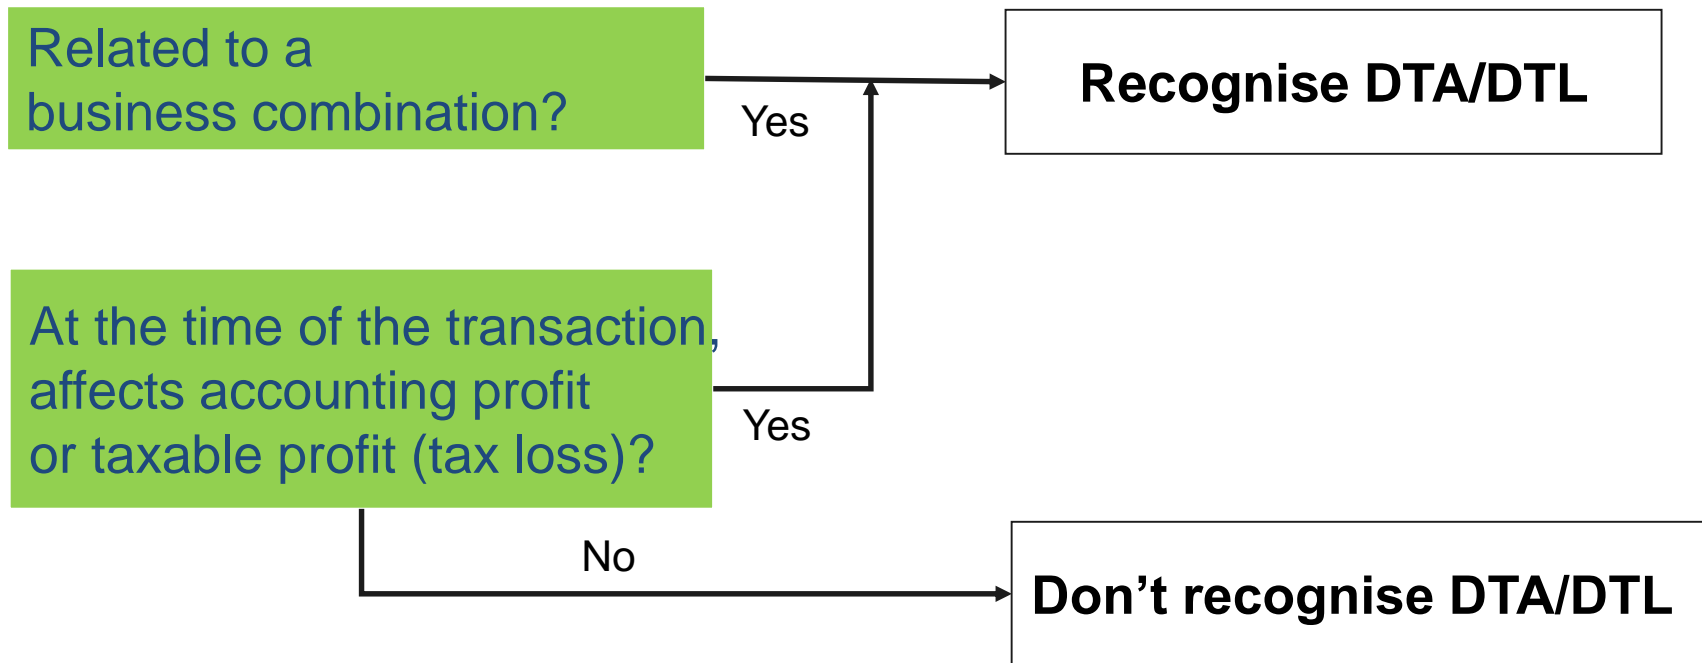 Related to a
business combination?
Yes
Recognise DTA/DTL
At the time of the transaction,
affects accounting profit
or taxable profit (tax loss)?
Yes
No
Don’t recognise DTA/DTL